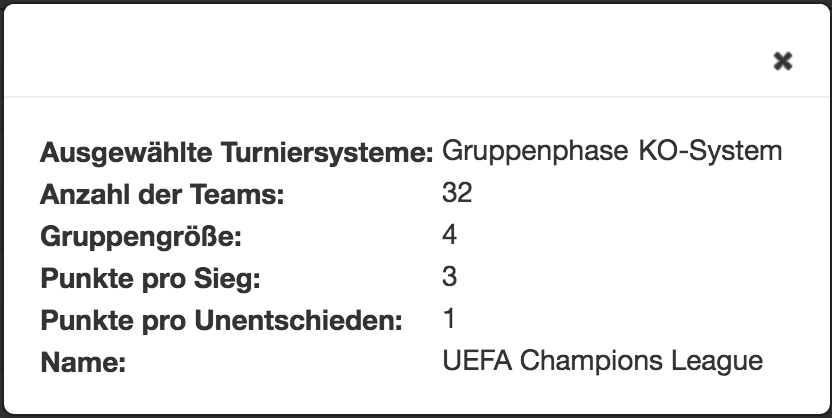 Ausgewählte Turniersysteme: Gruppenphase KO-System
Anzahl der Teams: 32
Gruppengröße: 4
Punkte pro Sieg: 3
Punkte pro Unentschieden: 1
Name: UEFA Champions League